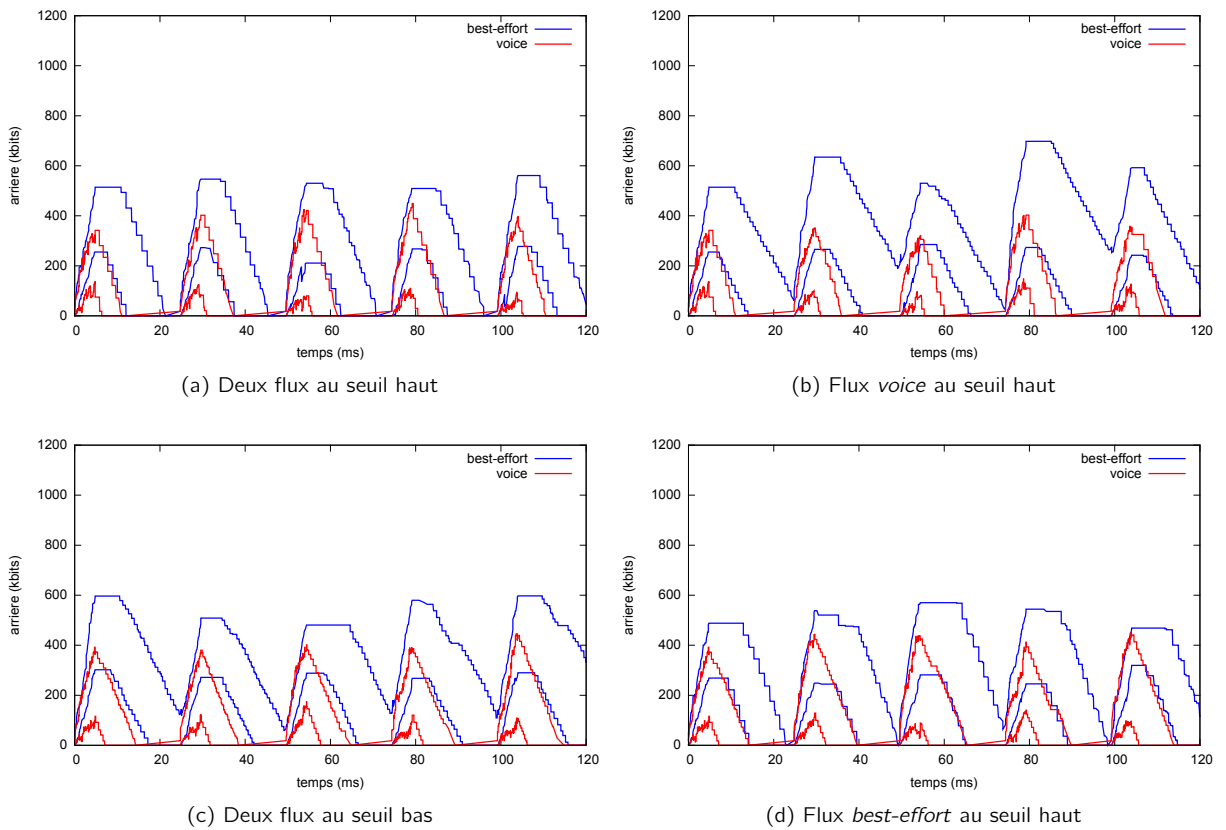 1200
1000
800
600
400
200
0
arriere (kbits)
best-effort
voice
0 20 40 60 80 100 120
temps (ms)
(a) Deux flux au seuil haut
1200
1000
800
600
400
200
0
arriere (kbits)
best-effort
voice
0 20 40 60 80 100 120
temps (ms)
(b) Flux voice au seuil haut
1200
1000
800
600
400
200
0
arriere (kbits)
best-effort
voice
0 20 40 60 80 100 120
temps (ms)
(c) Deux flux au seuil bas
1200
1000
800
600
400
200
0
arriere (kbits)
best-effort
voice
0 20 40 60 80 100 120
temps (ms)
(d) Flux best-effort au seuil haut